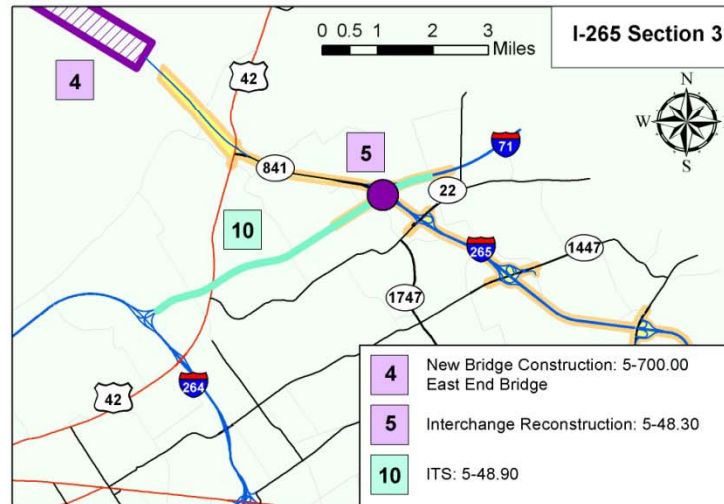 I-265 Section 3
0 0.5 1 2 3
Miles
42
4
N
W E
S
71
841
5
22
10
265
1447
1747
264
42
4 New Bridge Construction: 5-700.00
East End Bridge
5 Interchange Reconstruction: 5-48.30
10 ITS: 5-48.90